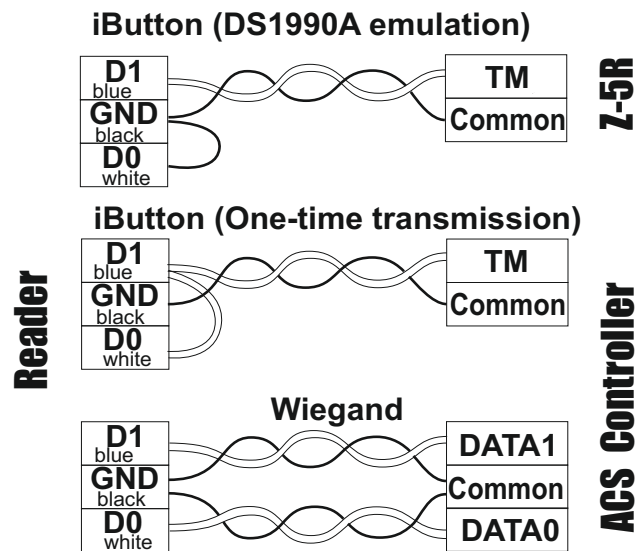 iButton (DS1990A emulation)
D1
blue
GND
black
D0
white
TM
Common
Z-5R
iButton (One-time transmission)
D1
blue
GND
black
D0
white
TM
Common
Reader
ACS Controller
Wiegand
D1
blue
GND
black
D0
white
DATA1
Common
DATA0